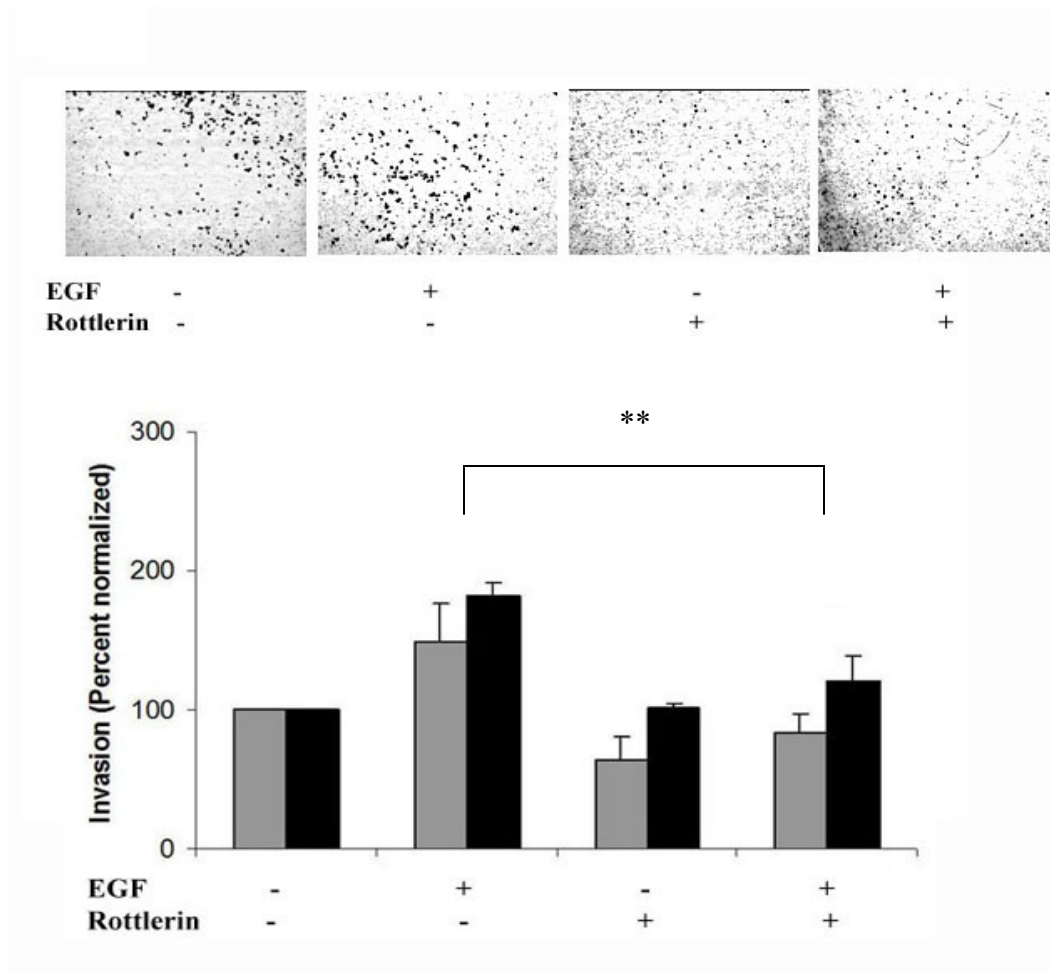 EGF - + - +
Rottlerin - - + +
**
300
200
100
0
Invasion (Percent normalized)
EGF - + - +
Rottlerin - - + +